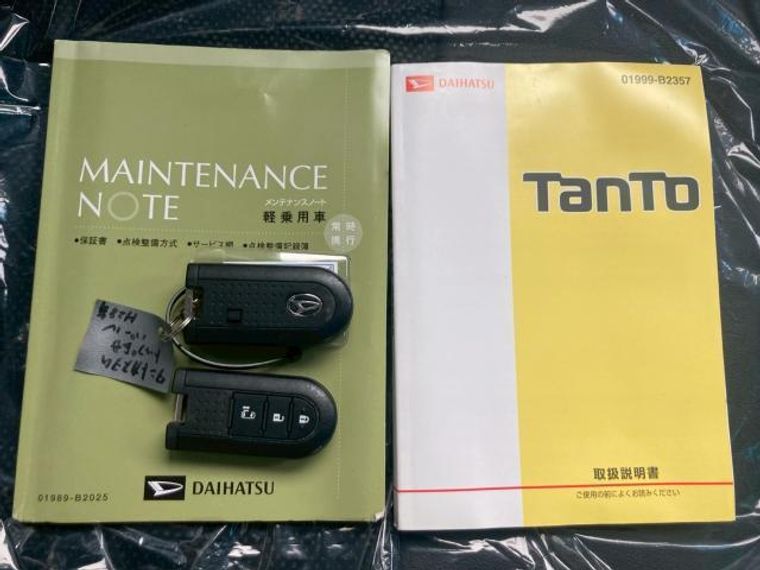 MAINTENANCE
NOTE
メンテナンスノート
軽乗用車
常時
携行
●保証書 ●点検整備方式 ●サービス網 ●点検整備記録簿
01989-B2025
DAIHATSU
DAIHATSU
01999-B2357
TanTo
取扱説明書
ご使用の前によくお読みください